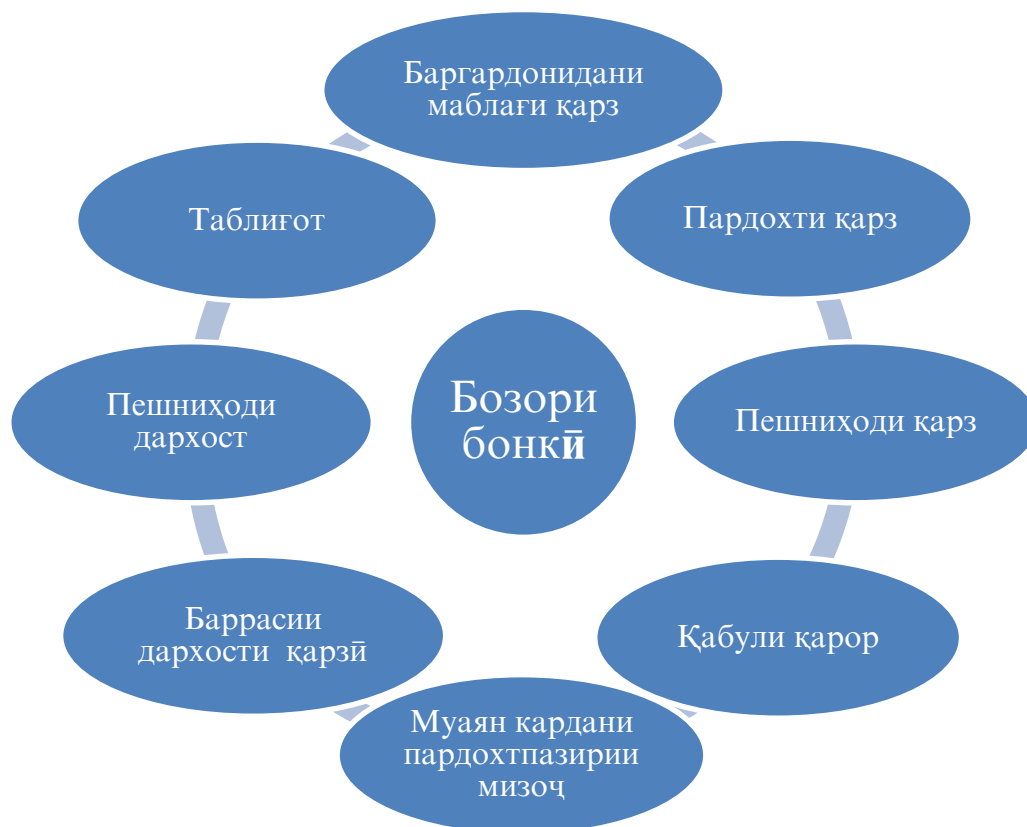 Баргардонидани
маблағи қарз
Таблиғот
Пардохти қарз
Пешниҳоди
дархост
Бозори
бонкӣ
Пешниҳоди қарз
Баррасии
дархости қарзӣ
Қабули қарор
Муаян кардани
пардохтпазирии
мизоҷ